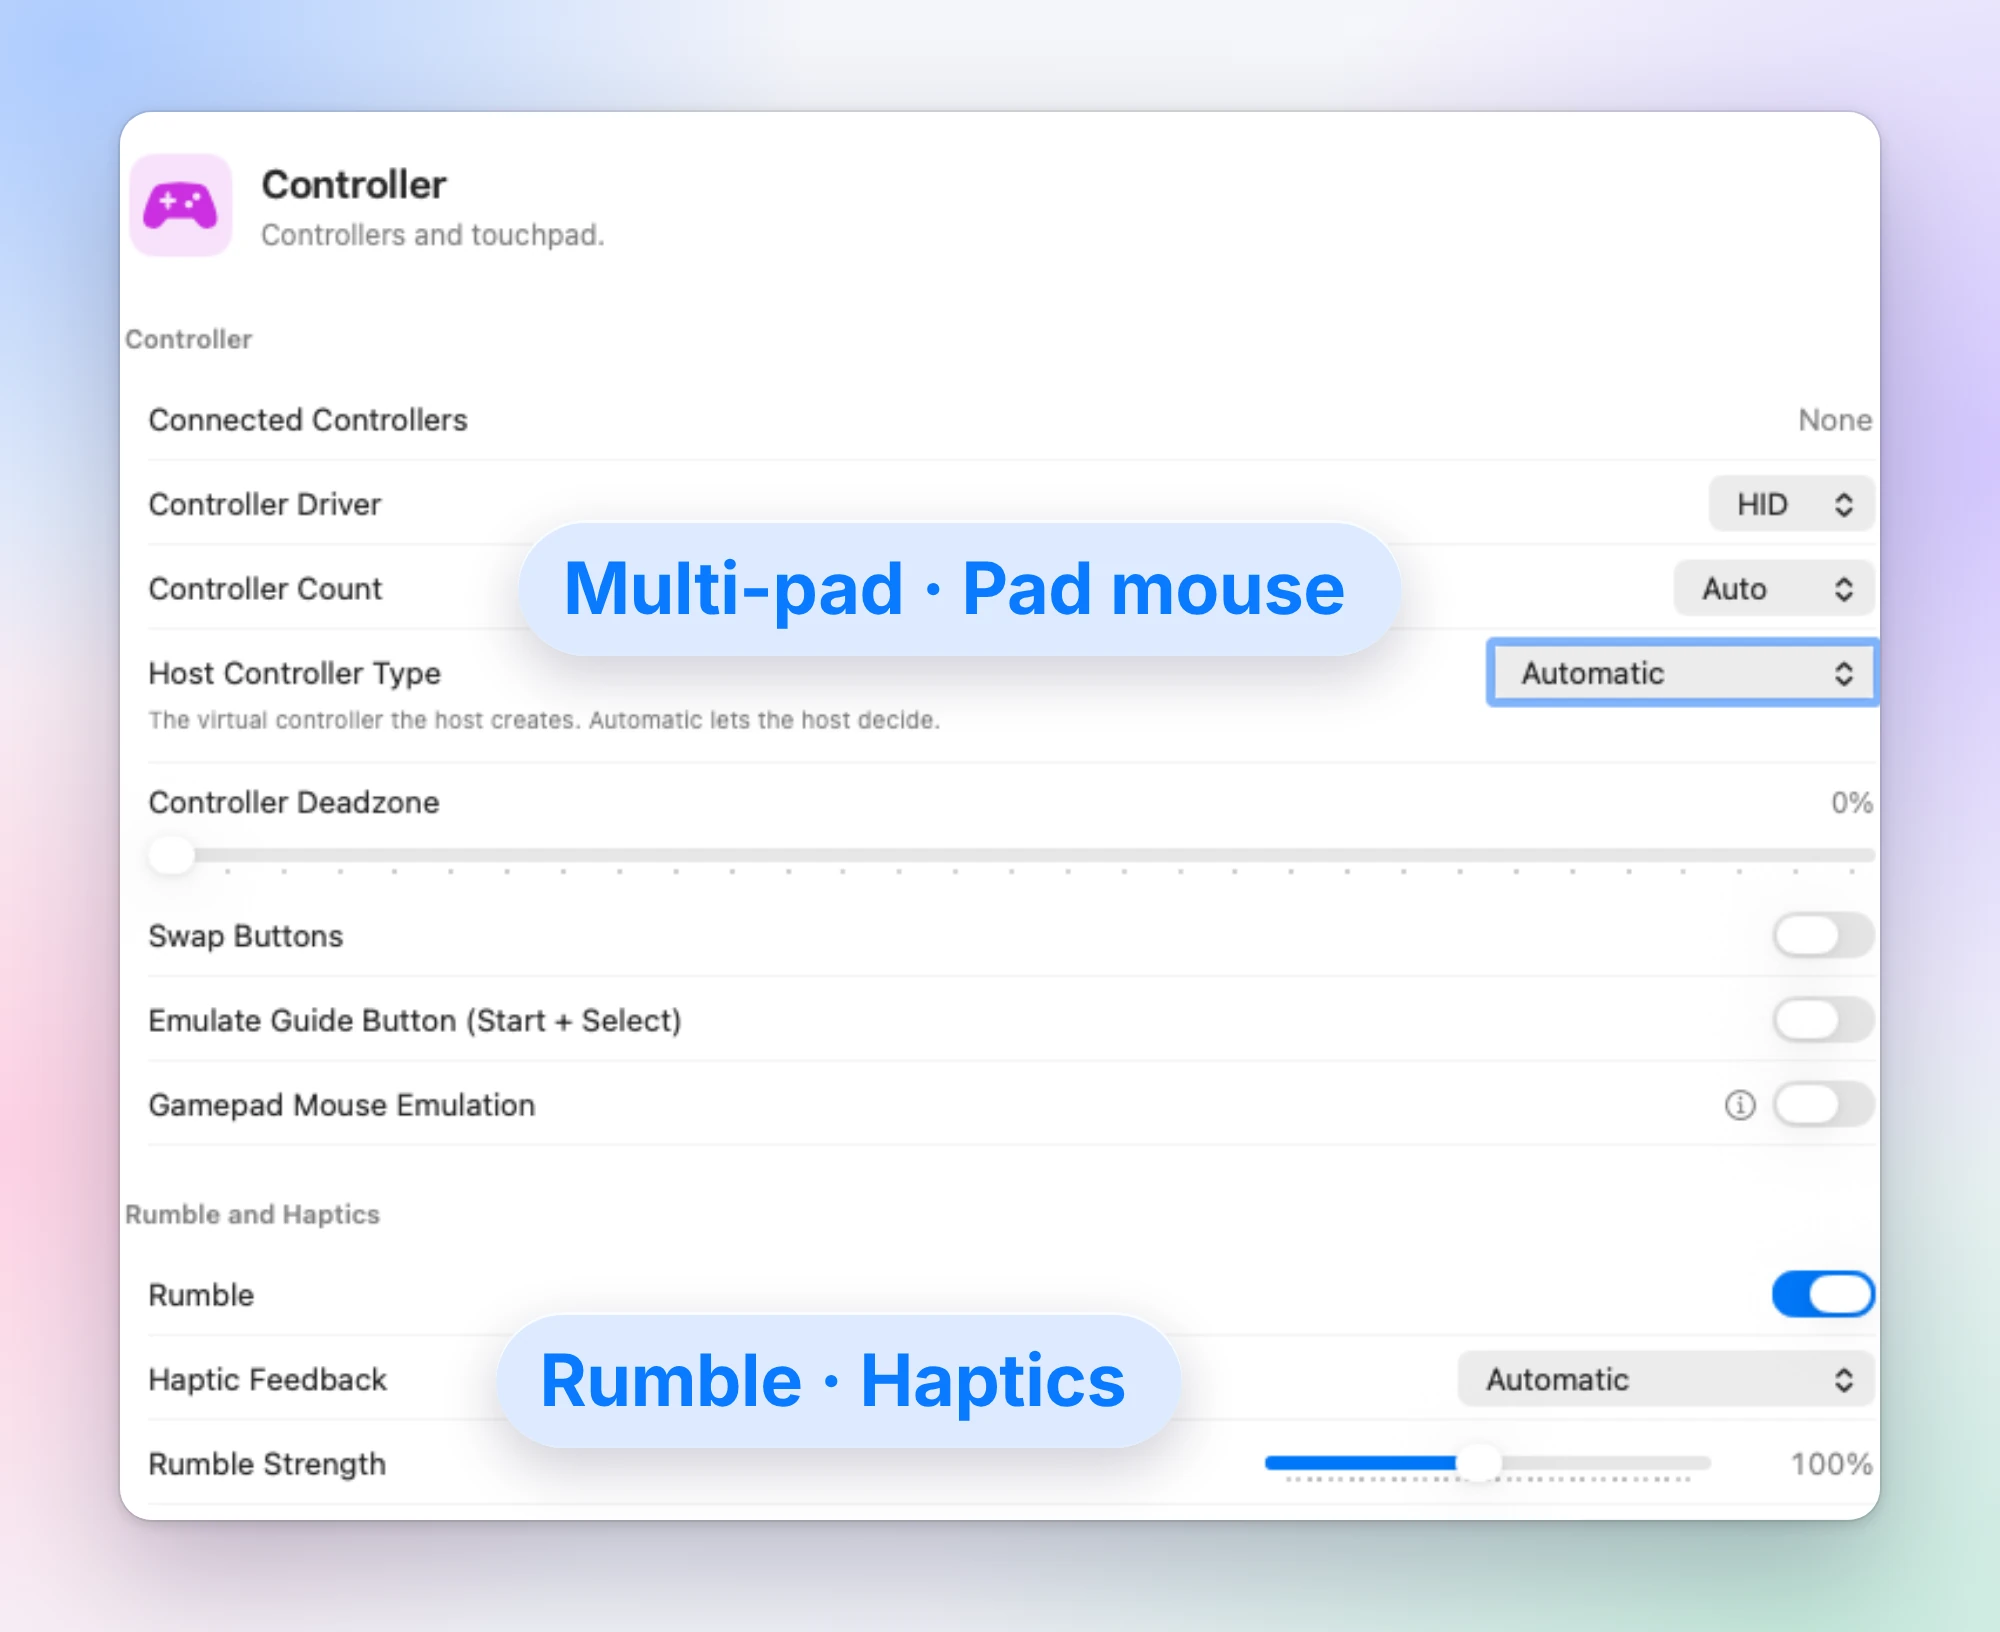 Controller
Controllers and touchpad.
Controller
Connected Controllers None
Controller Driver HID
Multi-pad · Pad mouse
Controller Count Auto
Host Controller Type Automatic
The virtual controller the host creates. Automatic lets the host decide.
Controller Deadzone 0%
Swap Buttons
Emulate Guide Button (Start + Select)
Gamepad Mouse Emulation
Rumble and Haptics
Rumble
Rumble · Haptics
Haptic Feedback Automatic
Rumble Strength 100%